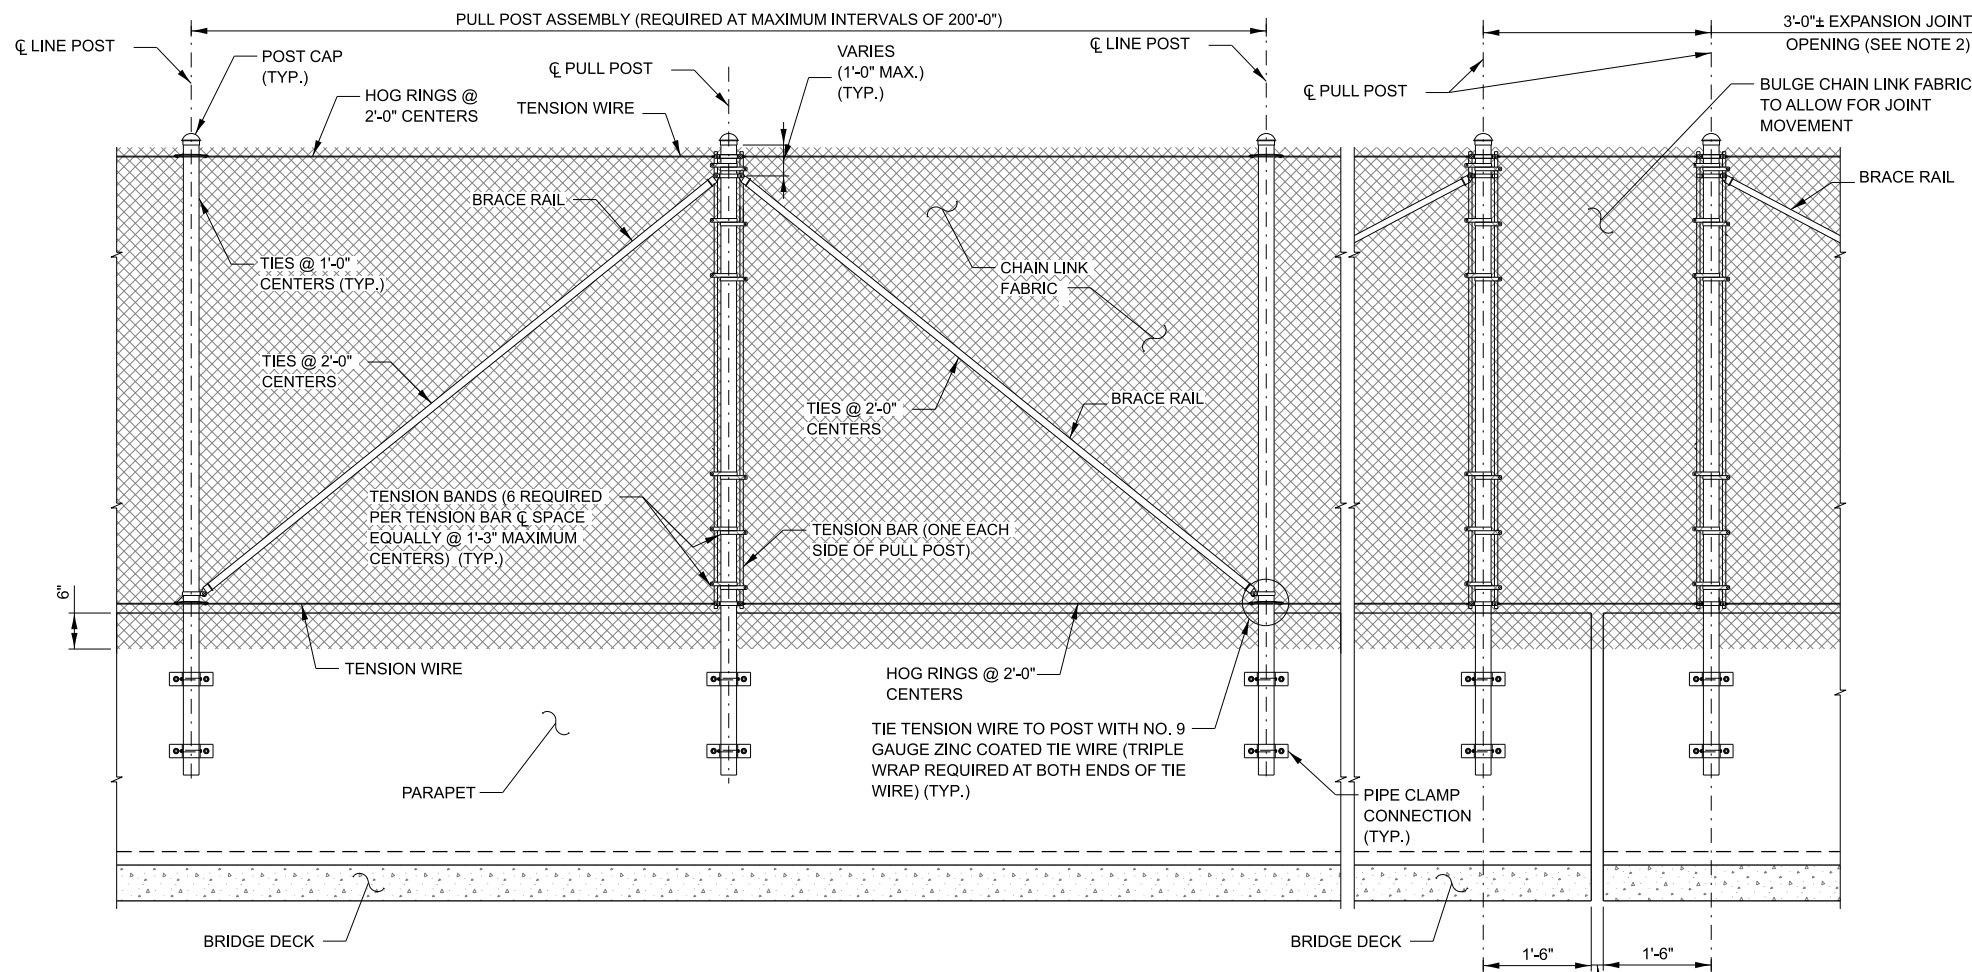 PULL POST ASSEMBLY (REQUIRED AT MAXIMUM INTERVALS OF 200'-0")
3'-0"± EXPANSION JOINT
OPENING (SEE NOTE 2)
℄ LINE POST
POST CAP
(TYP.)
℄ PULL POST
VARIES
(1'-0" MAX.)
(TYP.)
℄ LINE POST
℄ PULL POST
BULGE CHAIN LINK FABRIC
TO ALLOW FOR JOINT
MOVEMENT
HOG RINGS @
2'-0" CENTERS
TENSION WIRE
BRACE RAIL
BRACE RAIL
TIES @ 1'-0"
CENTERS (TYP.)
CHAIN LINK
FABRIC
TIES @ 2'-0"
CENTERS
TIES @ 2'-0"
CENTERS
BRACE RAIL
TENSION BANDS (6 REQUIRED
PER TENSION BAR ℄ SPACE
EQUALLY @ 1'-3" MAXIMUM
CENTERS) (TYP.)
TENSION BAR (ONE EACH
SIDE OF PULL POST)
6"
TENSION WIRE
HOG RINGS @ 2'-0"
CENTERS
TIE TENSION WIRE TO POST WITH NO. 9
GAUGE ZINC COATED TIE WIRE (TRIPLE
WRAP REQUIRED AT BOTH ENDS OF TIE
WIRE) (TYP.)
PARAPET
PIPE CLAMP
CONNECTION
(TYP.)
BRIDGE DECK
BRIDGE DECK
1'-6"
1'-6"